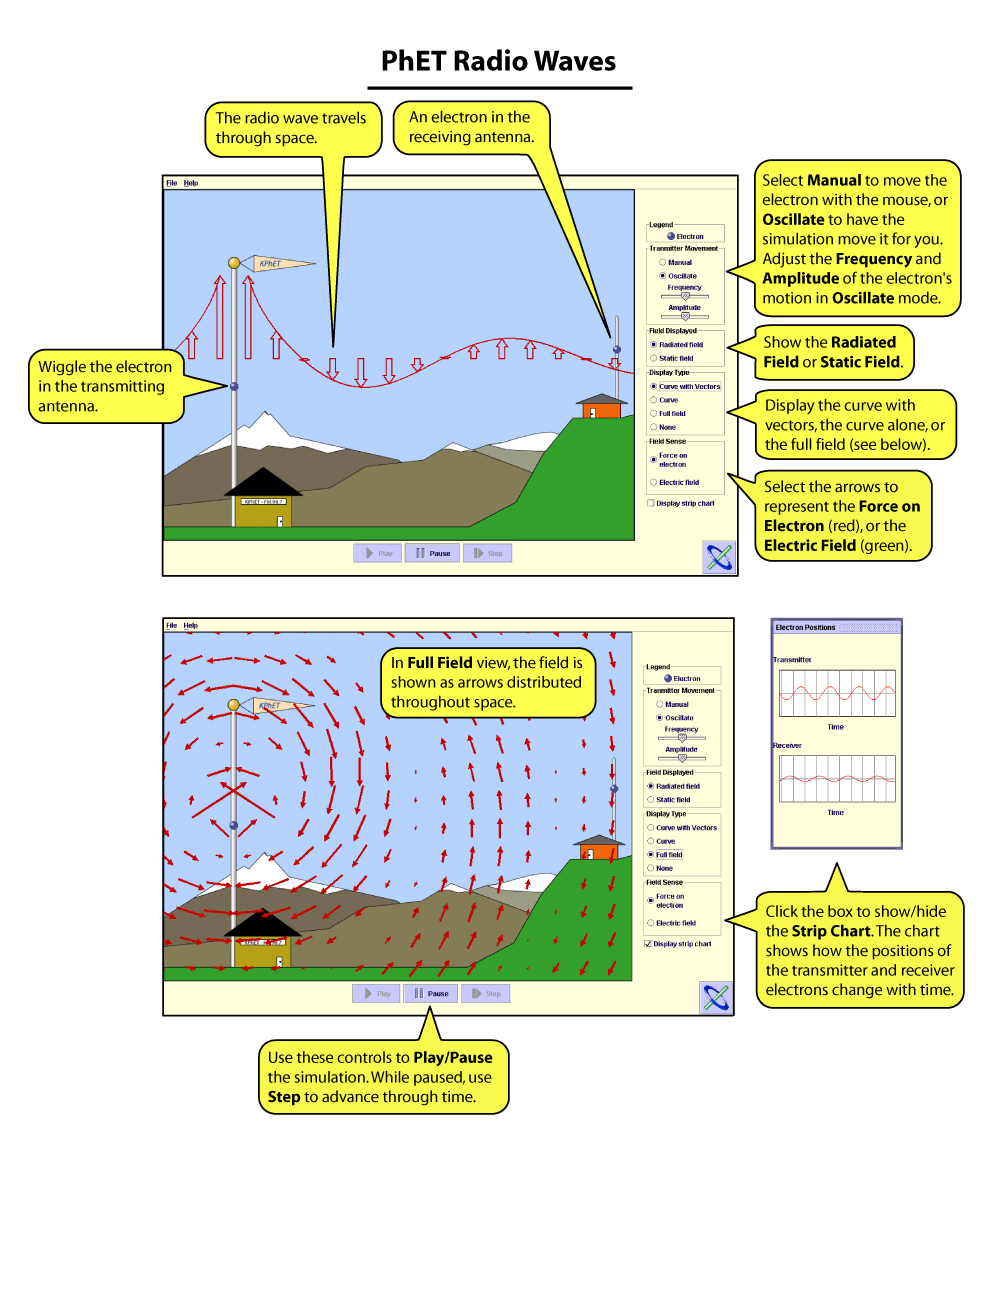 PhET Radio Waves
The radio wave travels
through space.
An electron in the
receiving antenna.
Select Manual to move the
electron with the mouse, or
Oscillate to have the
simulation move it for you.
Adjust the Frequency and
Amplitude of the electron's
motion in Oscillate mode.
Show the Radiated
Field or Static Field.
Wiggle the electron
in the transmitting
antenna.
Display the curve with
vectors, the curve alone, or
the full field (see below).
Select the arrows to
represent the Force on
Electron (red), or the
Electric Field (green).
File Help
KPhET
KPHET - FM 98.7
Legend
Electron
Tranmitter Movement
Manual
Oscillate
Frequency
Amplitude
Field Displayed
Radiated field
Static field
Display Type
Curve with Vectors
Curve
Full field
None
Field Sense
Force on
electron
Electric field
Display strip chart
Play
Pause
Step
File Help
In Full Field view, the field is
shown as arrows distributed
throughout space.
KPhET
Legend
Electron
Tranmitter Movement
Manual
Oscillate
Frequency
Amplitude
Field Displayed
Radiated field
Static field
Display Type
Curve with Vectors
Curve
Full field
None
Field Sense
Force on
electron
Electric field
Display strip chart
Play
Pause
Step
Electron Positions
Transmitter
Time
Receiver
Time
Click the box to show/hide
the Strip Chart. The chart
shows how the positions of
the transmitter and receiver
electrons change with time.
Use these controls to Play/Pause
the simulation. While paused, use
Step to advance through time.